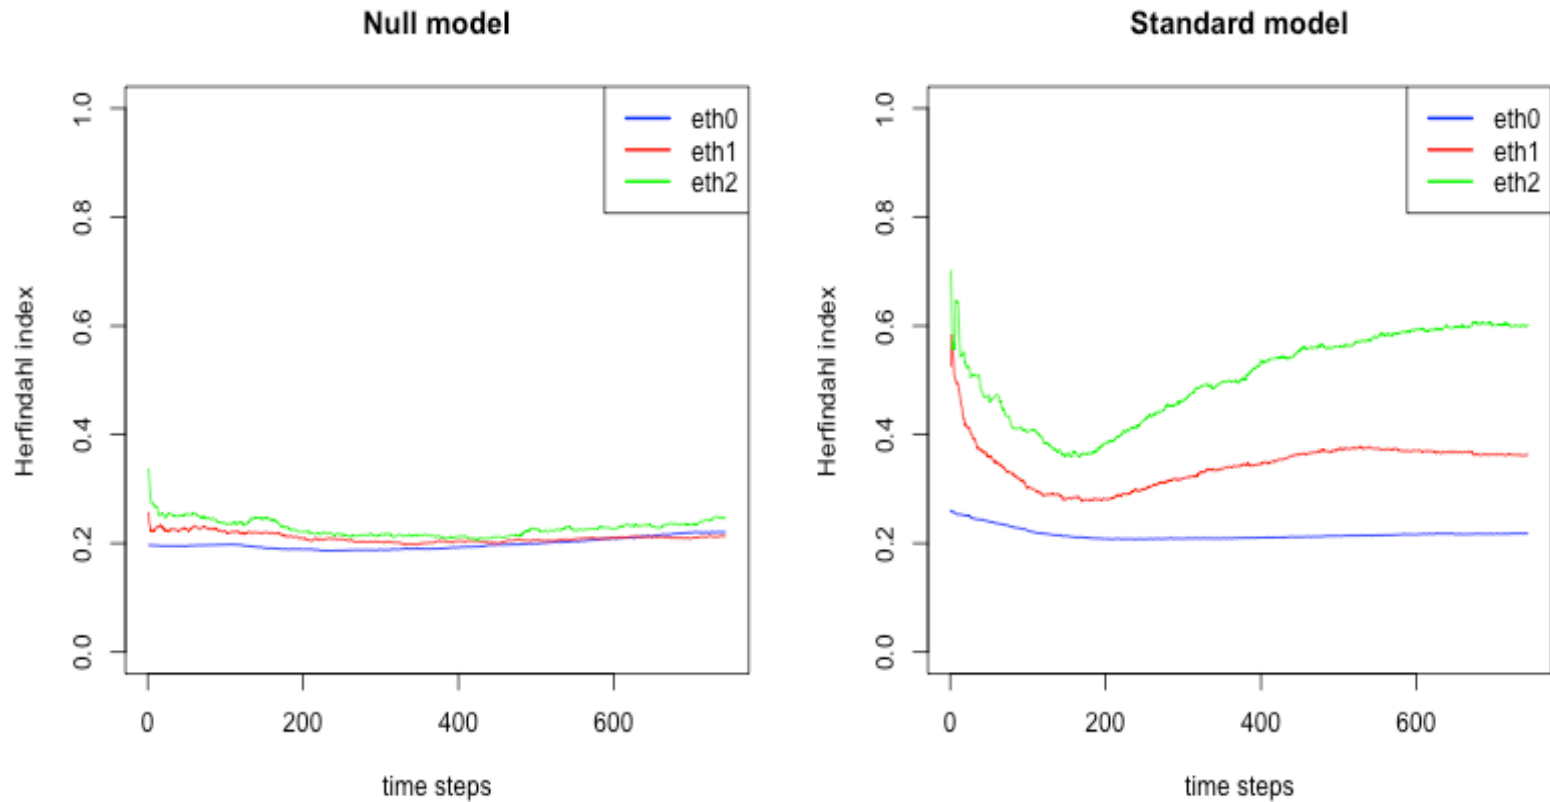 Null model
Herfindahl index
1.0
0.8
0.6
0.4
0.2
0.0
eth0
eth1
eth2
0 200 400 600
time steps
Standard model
Herfindahl index
1.0
0.8
0.6
0.4
0.2
0.0
eth0
eth1
eth2
0 200 400 600
time steps